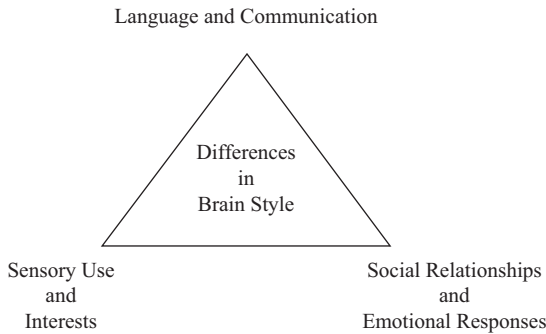 Language and Communication
Differences
in
Brain Style
Sensory Use
and
Interests
Social Relationships
and
Emotional Responses